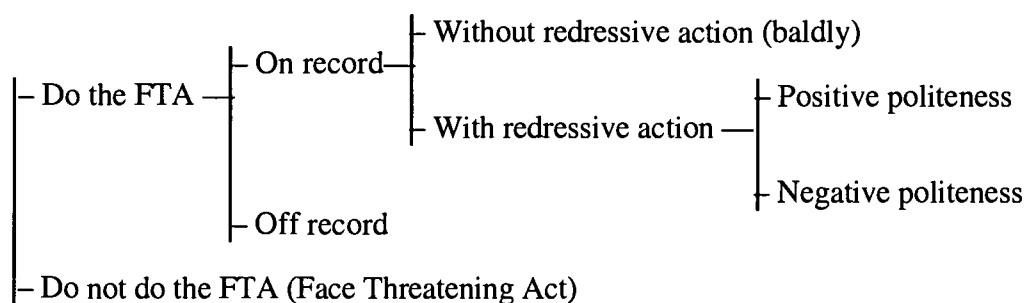 Without redressive action (baldly)
On record
Do the FTA
Positive politeness
With redressive action
Negative politeness
Off record
Do not do the FTA (Face Threatening Act)